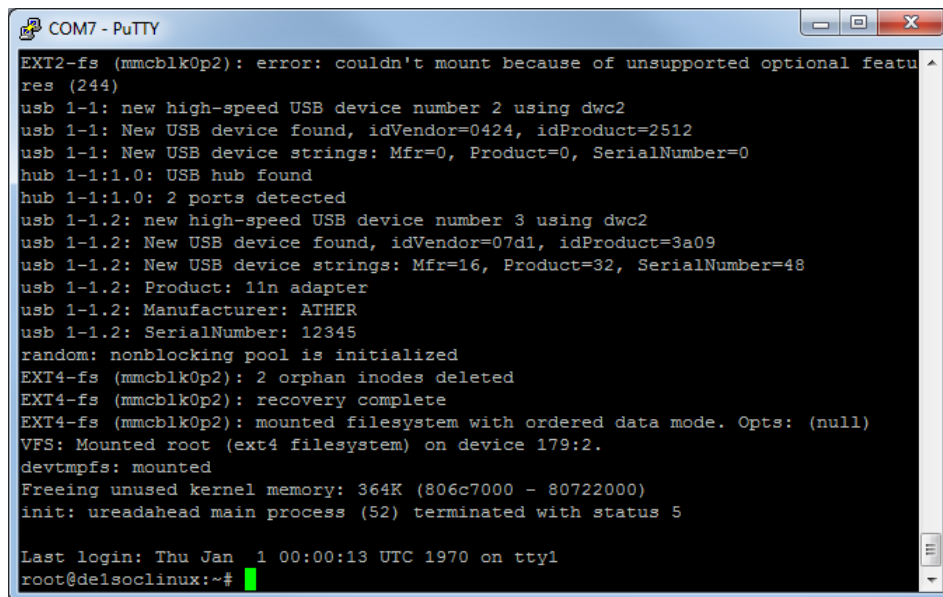 COM7 - PuTTY
EXT2-fs (mmcblk0p2): error: couldn't mount because of unsupported optional featu
res (244)
usb 1-1: new high-speed USB device number 2 using dwc2
usb 1-1: New USB device found, idVendor=0424, idProduct=2512
usb 1-1: New USB device strings: Mfr=0, Product=0, SerialNumber=0
hub 1-1:1.0: USB hub found
hub 1-1:1.0: 2 ports detected
usb 1-1.2: new high-speed USB device number 3 using dwc2
usb 1-1.2: New USB device found, idVendor=07d1, idProduct=3a09
usb 1-1.2: New USB device strings: Mfr=16, Product=32, SerialNumber=48
usb 1-1.2: Product: 11n adapter
usb 1-1.2: Manufacturer: ATHER
usb 1-1.2: SerialNumber: 12345
random: nonblocking pool is initialized
EXT4-fs (mmcblk0p2): 2 orphan inodes deleted
EXT4-fs (mmcblk0p2): recovery complete
EXT4-fs (mmcblk0p2): mounted filesystem with ordered data mode. Opts: (null)
VFS: Mounted root (ext4 filesystem) on device 179:2.
devtmpfs: mounted
Freeing unused kernel memory: 364K (806c7000 - 80722000)
init: ureadahead main process (52) terminated with status 5
Last login: Thu Jan  1 00:00:13 UTC 1970 on tty1
root@de1soclinux:~#